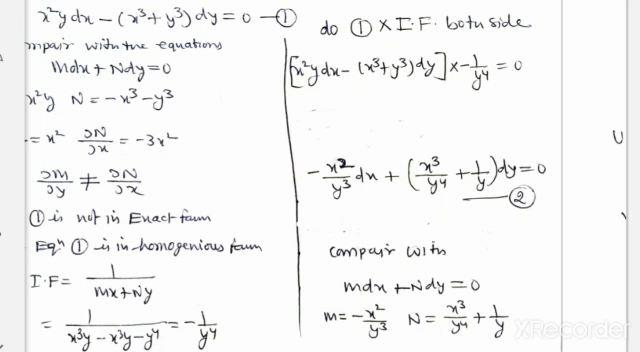 x²y dx - (x³+y³) dy = 0 —①
mpair with the equations
Mdx + Ndy = 0
x²y N = -x³-y³
= x² ∂N/∂x = -3x²
∂M/∂y ≠ ∂N/∂x
① is not in Exact form
Eqⁿ ① is in homogenious form
I.F = 1/(Mx+Ny)
= 1/(x³y - x³y - y⁴) = -1/y⁴
do ① X I.F. both side
[x²y dx - (x³+y³) dy] x -1/y⁴ = 0
-x²/y³ dx + (x³/y⁴ + 1/y) dy = 0
—②
compair with
mdx + Ndy = 0
M = -x²/y³ N = x³/y⁴ + 1/y
U
XRecorder